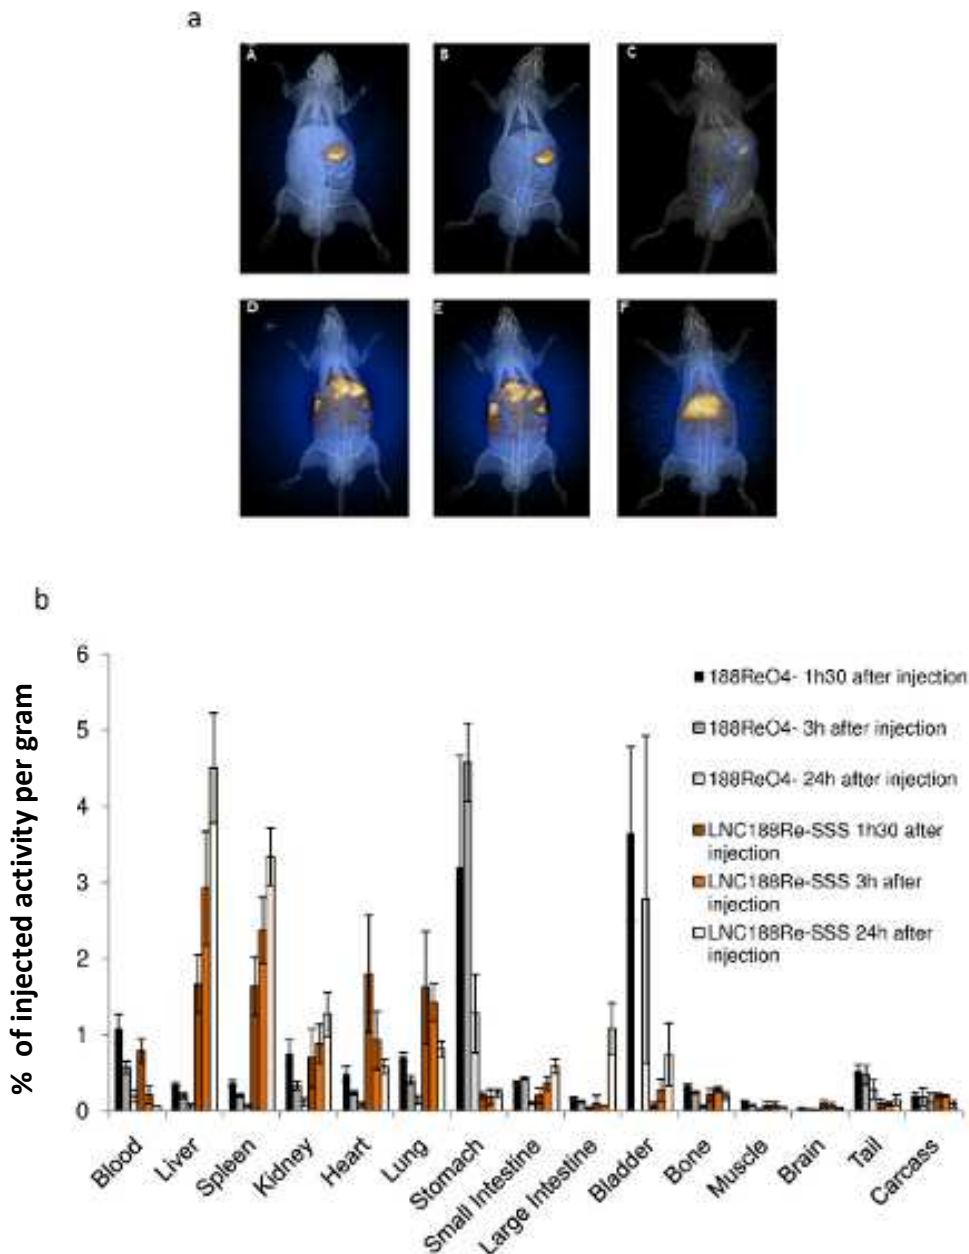 a
A B C
D E F
b
% of injected activity per gram
6
5
4
3
2
1
0
188ReO4- 1h30 after injection
188ReO4- 3h after injection
188ReO4- 24h after injection
LNC188Re-SSS 1h30 after
injection
LNC188Re-SSS 3h after
injection
LNC188Re-SSS 24h after
injection
Blood
Liver
Spleen
Kidney
Heart
Lung
Stomach
Small Intestine
Large Intestine
Bladder
Bone
Muscle
Brain
Tail
Carcass